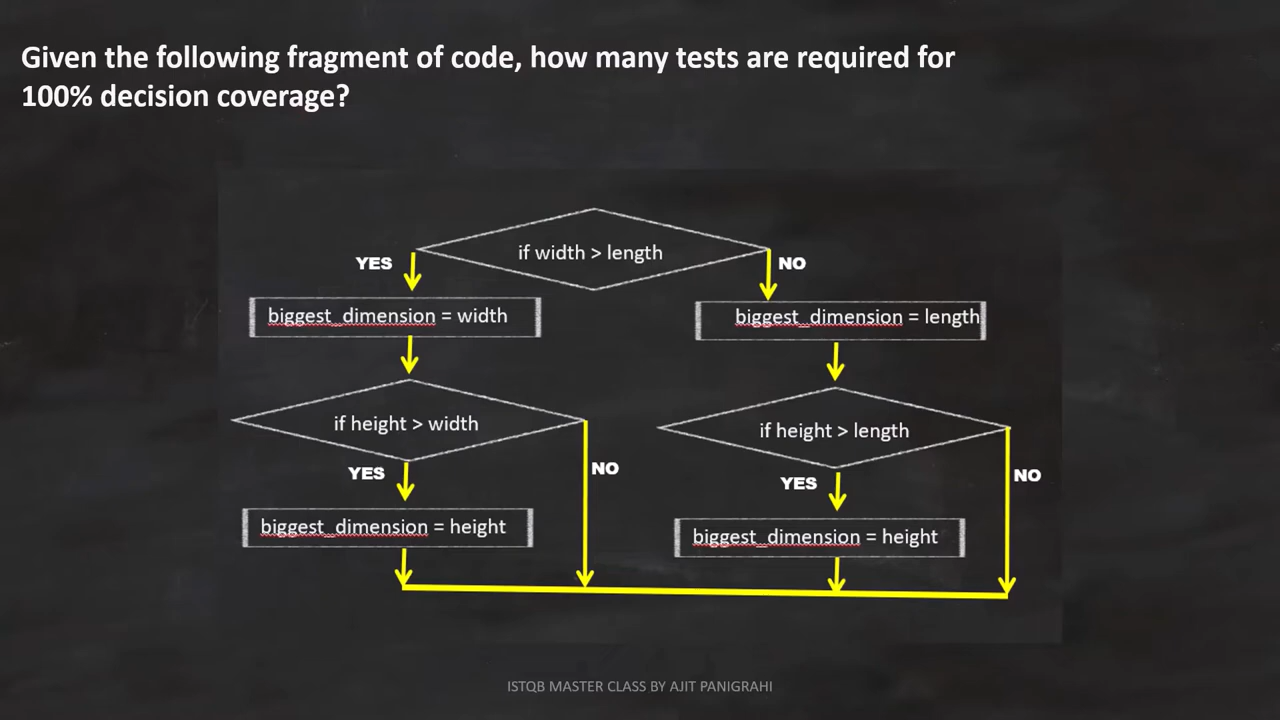 Given the following fragment of code, how many tests are required for
100% decision coverage?
if width > length
YES
NO
biggest_dimension = width
biggest_dimension = length
if height > width
if height > length
YES
NO
YES
NO
biggest_dimension = height
biggest_dimension = height
ISTQB MASTER CLASS BY AJIT PANIGRAHI